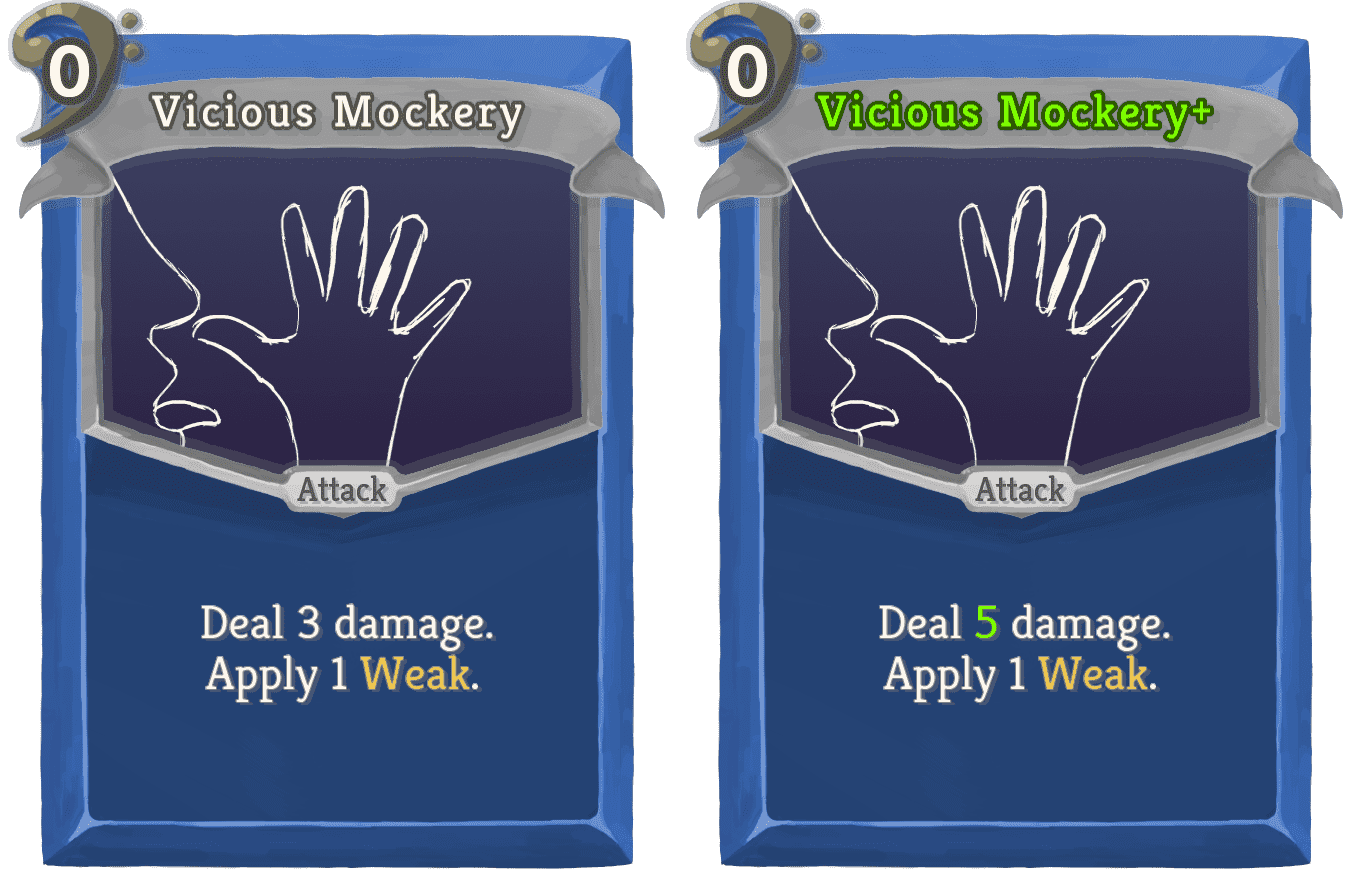 0
Vicious Mockery
Attack
Deal 3 damage.
Apply 1 Weak.
0
Vicious Mockery+
Attack
Deal 5 damage.
Apply 1 Weak.